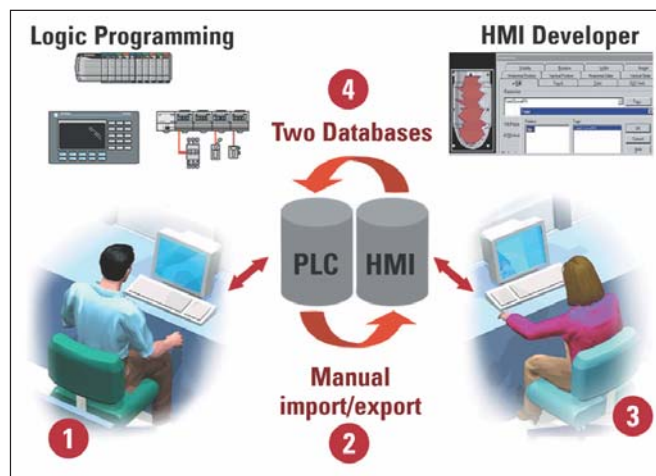 Logic Programming
HMI Developer
4
Two Databases
PLC
HMI
Manual
import/export
1
2
3